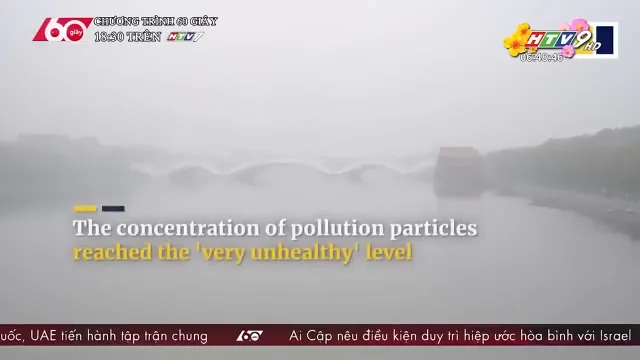 60 giây
CHƯƠNG TRÌNH 60 GIÂY
18:30 TRÊN HTV7
HTV9 HD
06:48:46
The concentration of pollution particles
reached the 'very unhealthy' level
uốc, UAE tiến hành tập trận chung 60 giây Ai Cập nêu điều kiện duy trì hiệp ước hòa bình với Israel